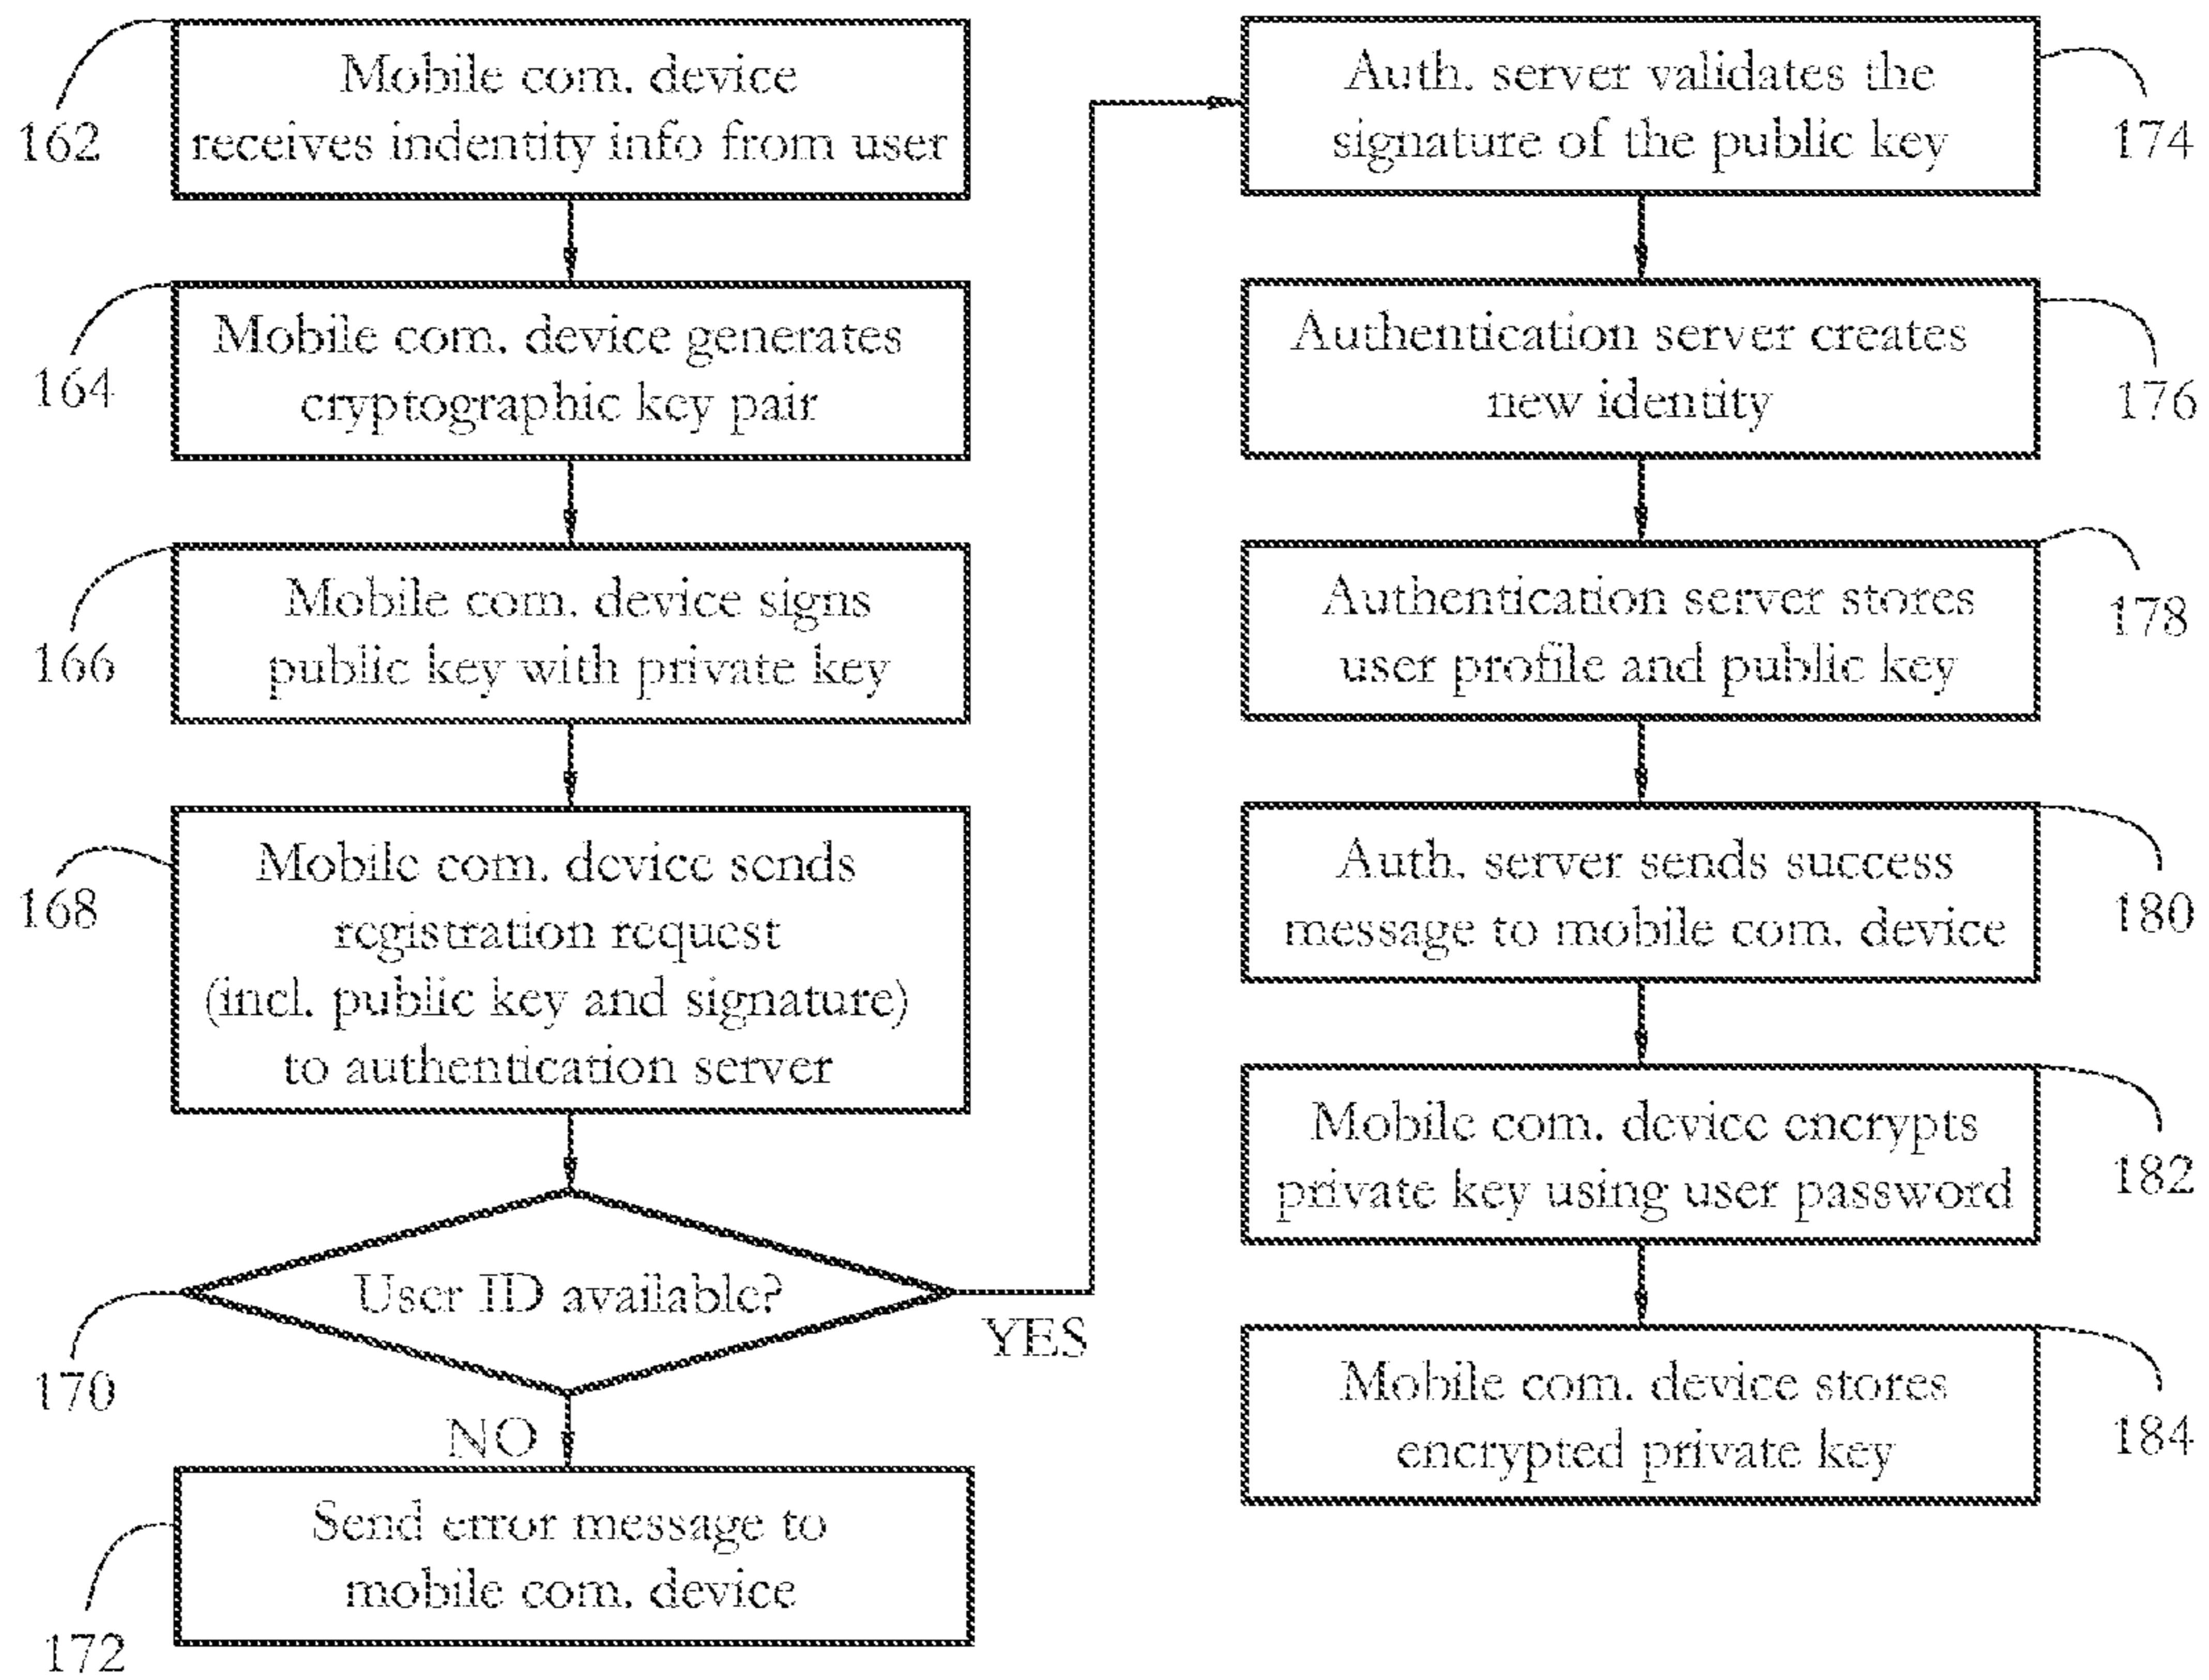 162
Mobile com. device
receives indentity info from user
164
Mobile com. device generates
cryptographic key pair
166
Mobile com. device signs
public key with private key
168
Mobile com. device sends
registration request
(incl. public key and signature)
to authentication server
170
User ID available?
YES
NO
172
Send error message to
mobile com. device
Auth. server validates the
signature of the public key
174
Authentication server creates
new identity
176
Authentication server stores
user profile and public key
178
Auth. server sends success
message to mobile com. device
180
Mobile com. device encrypts
private key using user password
182
Mobile com. device stores
encrypted private key
184